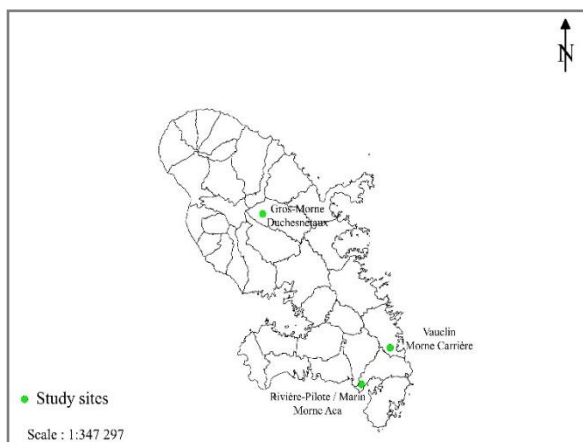 N
Gros-Morne
Duchesneaux
Vauclin
Morne Carrière
Rivière-Pilote / Marin
Morne Aca
Study sites
Scale : 1:347 297